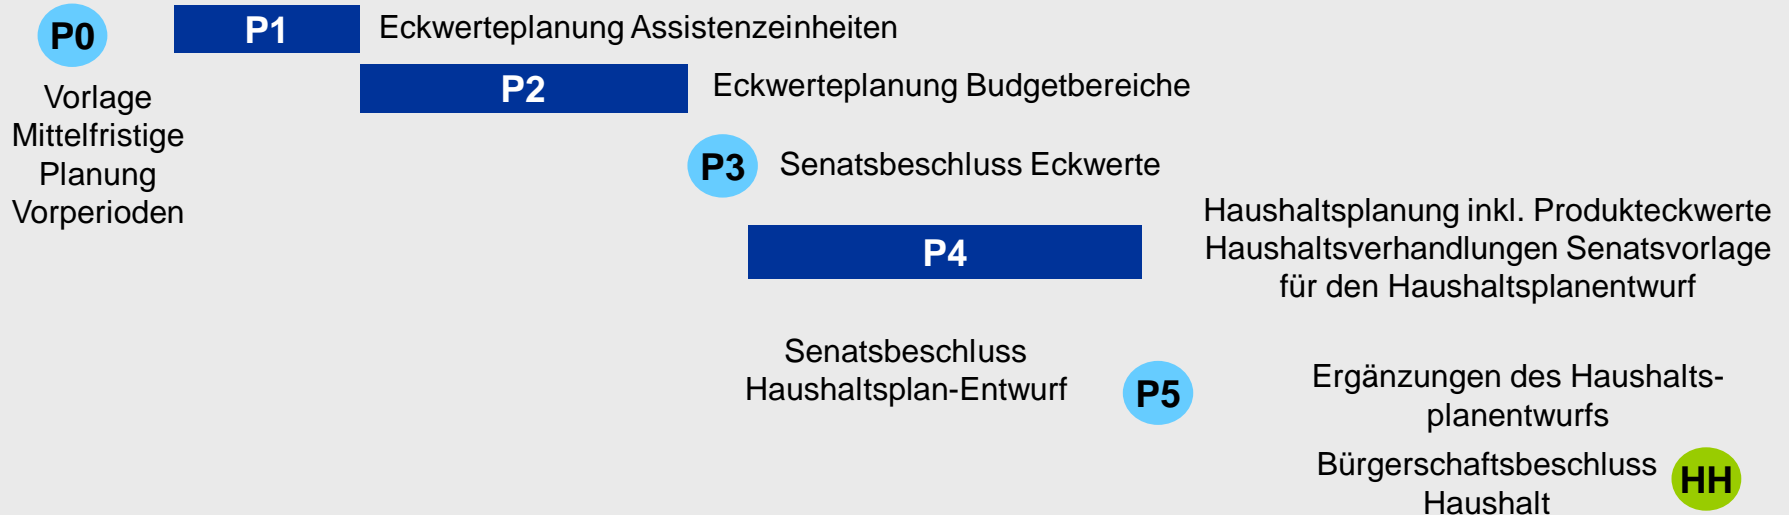 P0
P1
Eckwerteplanung Assistenzeinheiten
Vorlage
Mittelfristige
Planung
Vorperioden
P2
Eckwerteplanung Budgetbereiche
P3
Senatsbeschluss Eckwerte
P4
Haushaltsplanung inkl. Produkteckwerte
Haushaltsverhandlungen Senatsvorlage
für den Haushaltsplanentwurf
Senatsbeschluss
Haushaltsplan-Entwurf
P5
Ergänzungen des Haushalts-
planentwurfs
Bürgerschaftsbeschluss
Haushalt
HH